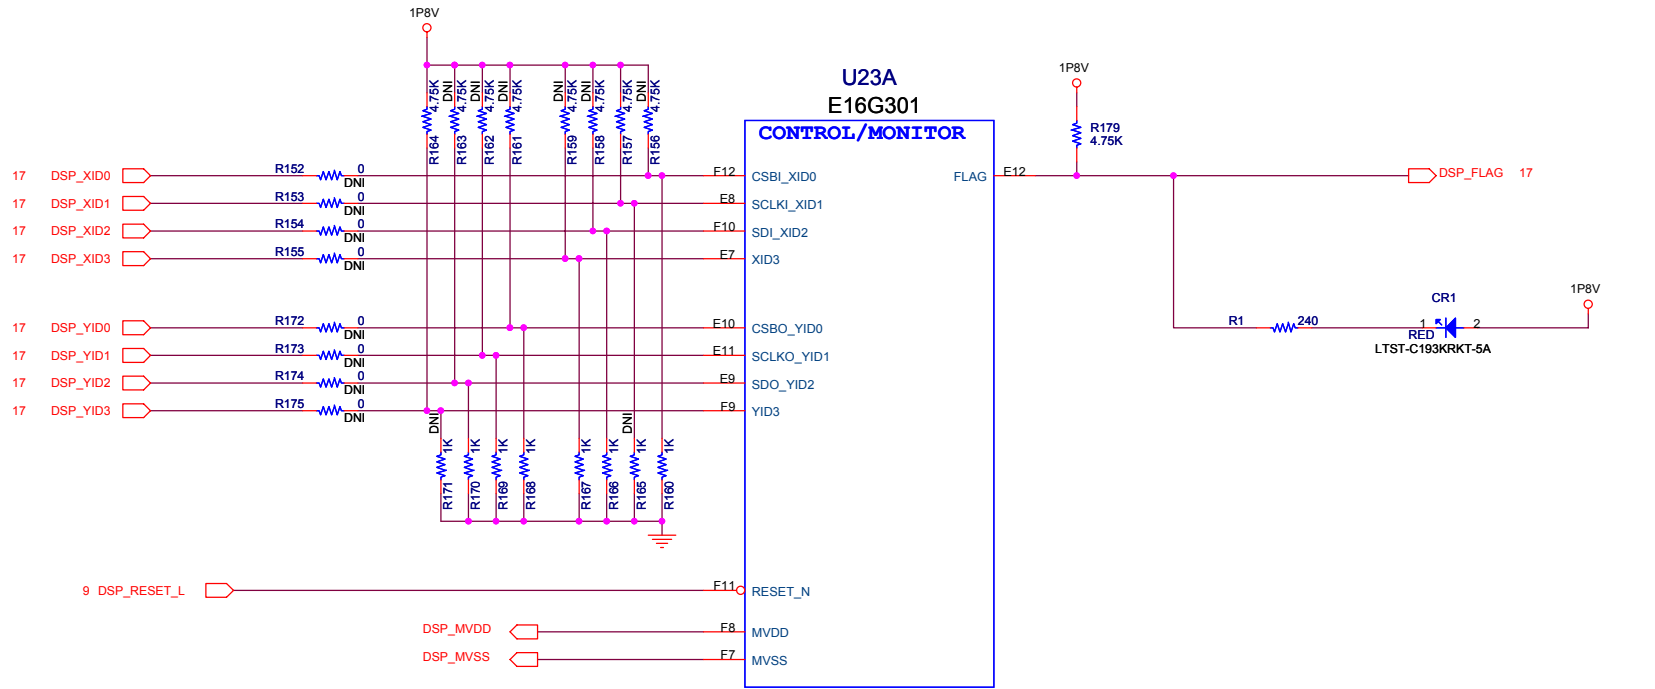 1P8V
1P8V
U23A
E16G301
CONTROL/MONITOR
DNI DNI DNI DNI DNI DNI
4.75K 4.75K 4.75K 4.75K 4.75K 4.75K 4.75K 4.75K
R164 R163 R162 R161 R159 R158 R157 R156
R179
4.75K
17 DSP_XID0 R152 0 DNI F12 CSBI_XID0
FLAG E12 DSP_FLAG 17
17 DSP_XID1 R153 0 DNI E8 SCLKI_XID1
17 DSP_XID2 R154 0 DNI F10 SDI_XID2
17 DSP_XID3 R155 0 DNI E7 XID3
1P8V
CR1
17 DSP_YID0 R172 0 DNI E10 CSBO_YID0
R1 240 1 2
RED
LTST-C193KRKT-5A
17 DSP_YID1 R173 0 DNI E11 SCLKO_YID1
17 DSP_YID2 R174 0 DNI E9 SDO_YID2
17 DSP_YID3 R175 0 DNI F9 YID3
DNI DNI
1K 1K 1K 1K 1K 1K 1K 1K
R171 R170 R169 R168 R167 R166 R165 R160
9 DSP_RESET_L F11 RESET_N
DSP_MVDD F8 MVDD
DSP_MVSS F7 MVSS